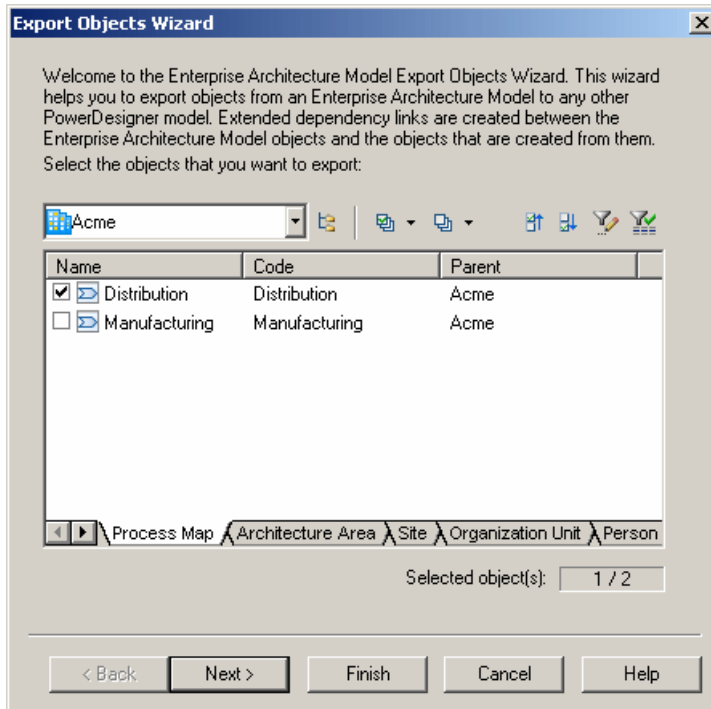 Export Objects Wizard
Welcome to the Enterprise Architecture Model Export Objects Wizard. This wizard
helps you to export objects from an Enterprise Architecture Model to any other
PowerDesigner model. Extended dependency links are created between the
Enterprise Architecture Model objects and the objects that are created from them.
Select the objects that you want to export:
Acme
Name Code Parent
Distribution Distribution Acme
Manufacturing Manufacturing Acme
Process Map Architecture Area Site Organization Unit Person
Selected object(s): 1 / 2
< Back Next > Finish Cancel Help